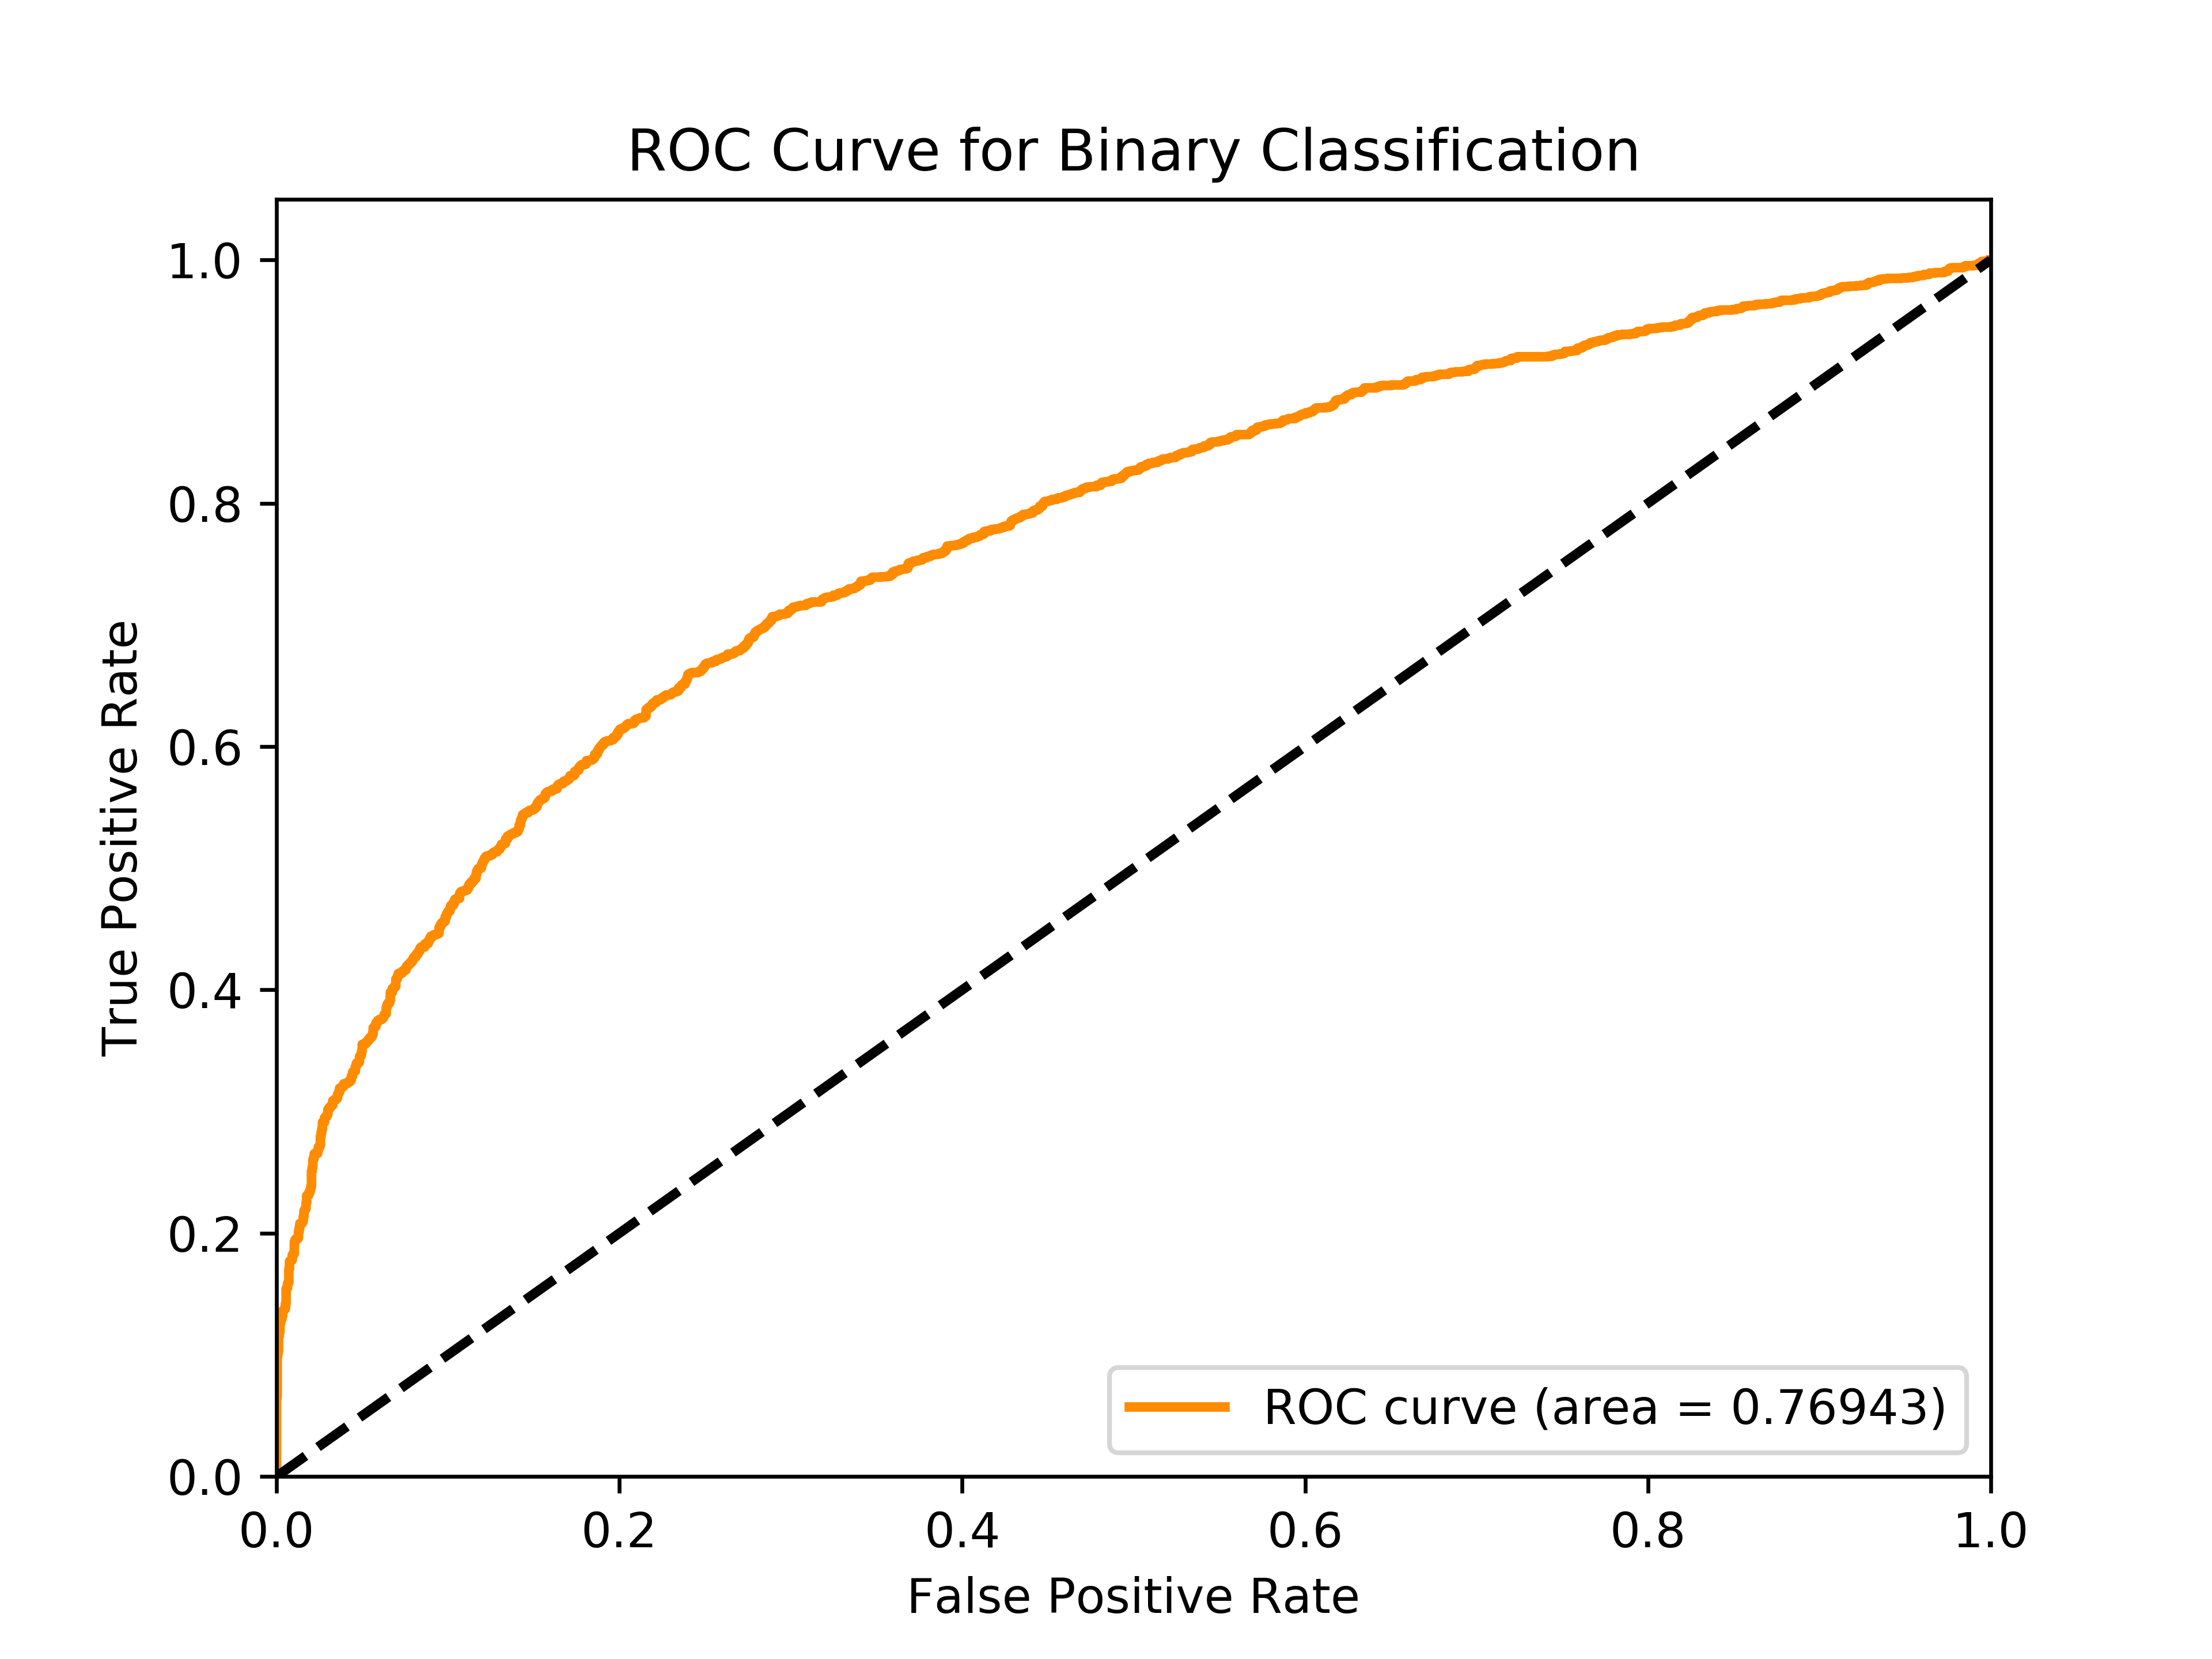 ROC Curve for Binary Classification
1.0
0.8
0.6
0.4
0.2
0.0
True Positive Rate
ROC curve (area = 0.76943)
0.0 0.2 0.4 0.6 0.8 1.0
False Positive Rate